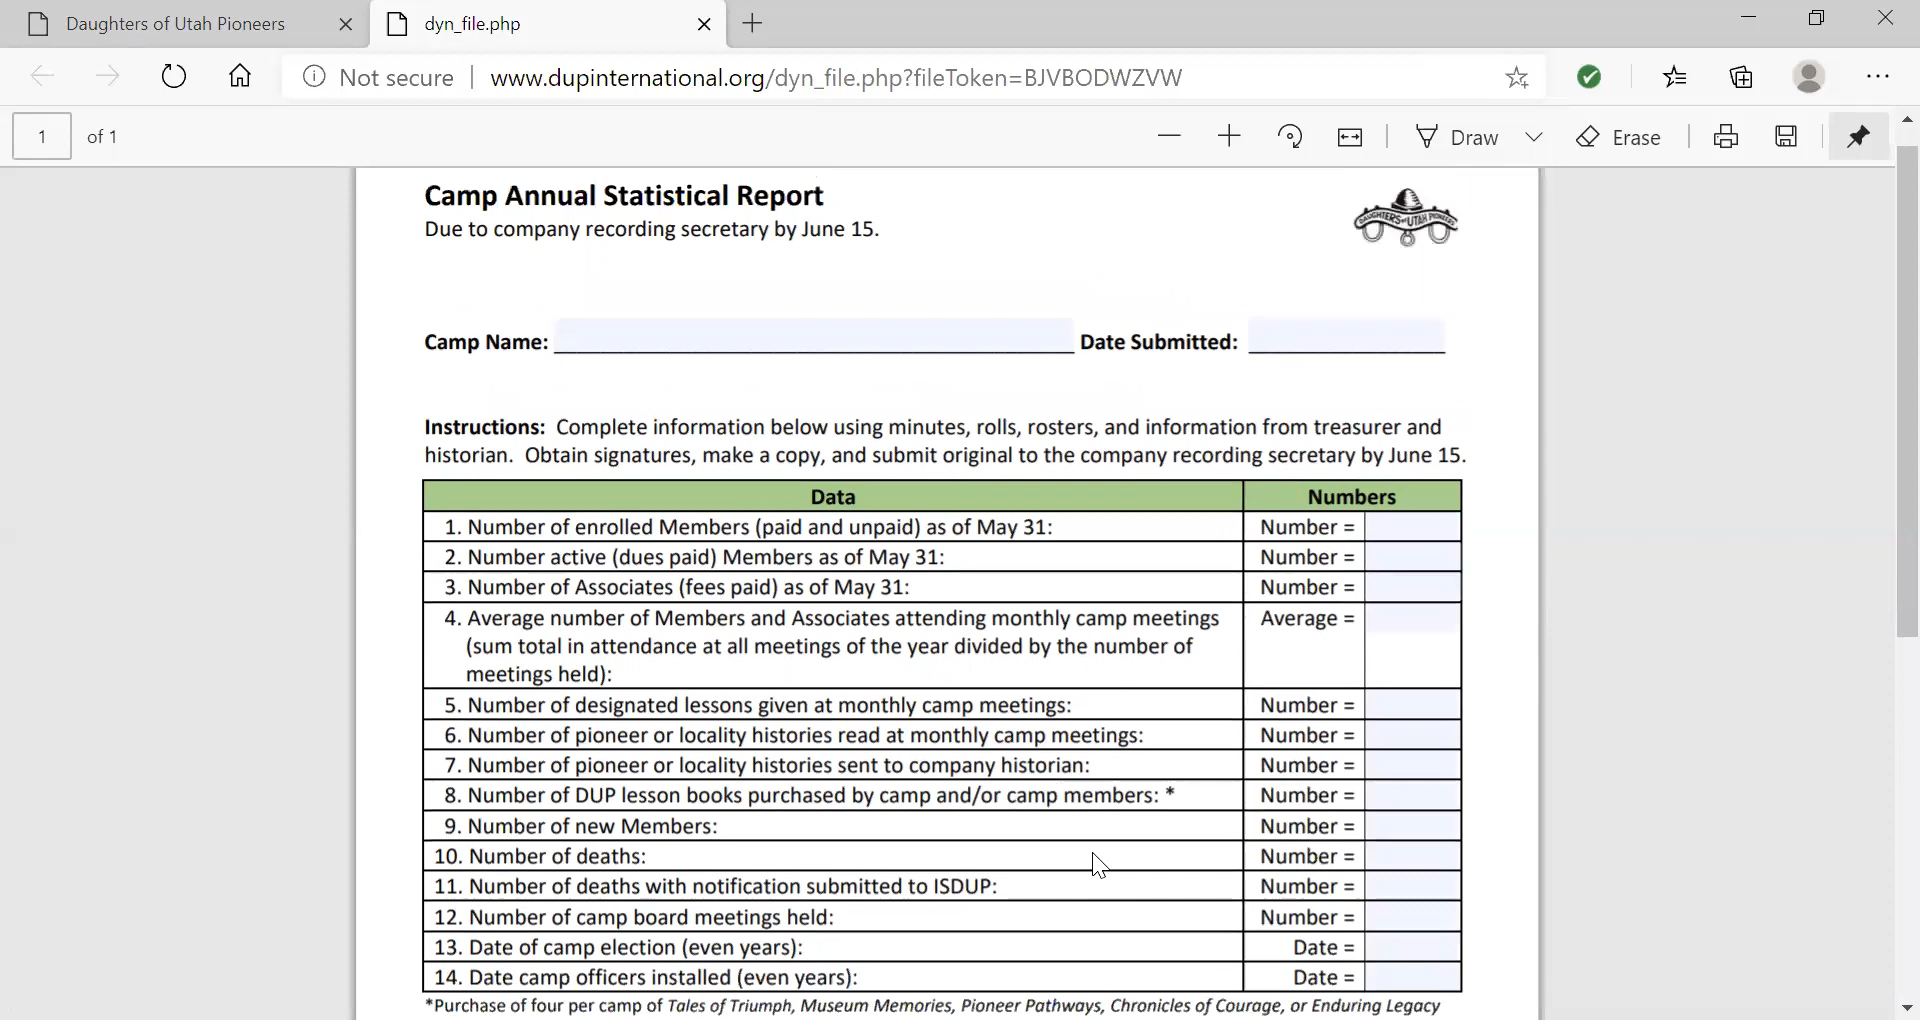 Daughters of Utah Pioneers
dyn_file.php
Not secure
www.dupinternational.org/dyn_file.php?fileToken=BJVBODWZVW
1 of 1
Draw
Erase
Camp Annual Statistical Report
Due to company recording secretary by June 15.
DAUGHTERS of UTAH PIONEERS
Camp Name: Date Submitted:
Instructions: Complete information below using minutes, rolls, rosters, and information from treasurer and
historian. Obtain signatures, make a copy, and submit original to the company recording secretary by June 15.
Data Numbers
1. Number of enrolled Members (paid and unpaid) as of May 31: Number =
2. Number active (dues paid) Members as of May 31: Number =
3. Number of Associates (fees paid) as of May 31: Number =
4. Average number of Members and Associates attending monthly camp meetings Average =
(sum total in attendance at all meetings of the year divided by the number of
meetings held):
5. Number of designated lessons given at monthly camp meetings: Number =
6. Number of pioneer or locality histories read at monthly camp meetings: Number =
7. Number of pioneer or locality histories sent to company historian: Number =
8. Number of DUP lesson books purchased by camp and/or camp members: * Number =
9. Number of new Members: Number =
10. Number of deaths: Number =
11. Number of deaths with notification submitted to ISDUP: Number =
12. Number of camp board meetings held: Number =
13. Date of camp election (even years): Date =
14. Date camp officers installed (even years): Date =
*Purchase of four per camp of Tales of Triumph, Museum Memories, Pioneer Pathways, Chronicles of Courage, or Enduring Legacy